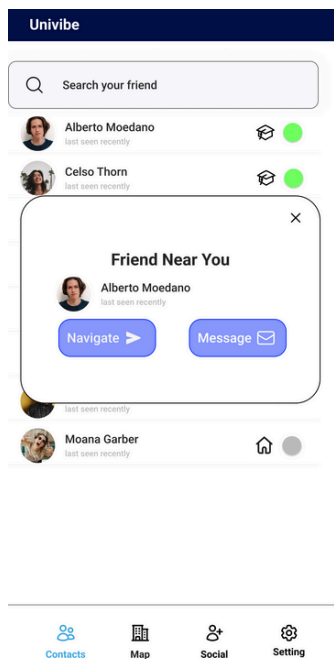 Univibe
Search your friend
Alberto Moedano
last seen recently
Celso Thorn
last seen recently
Friend Near You
Alberto Moedano
last seen recently
Navigate
Message
last seen recently
Moana Garber
last seen recently
Contacts
Map
Social
Setting